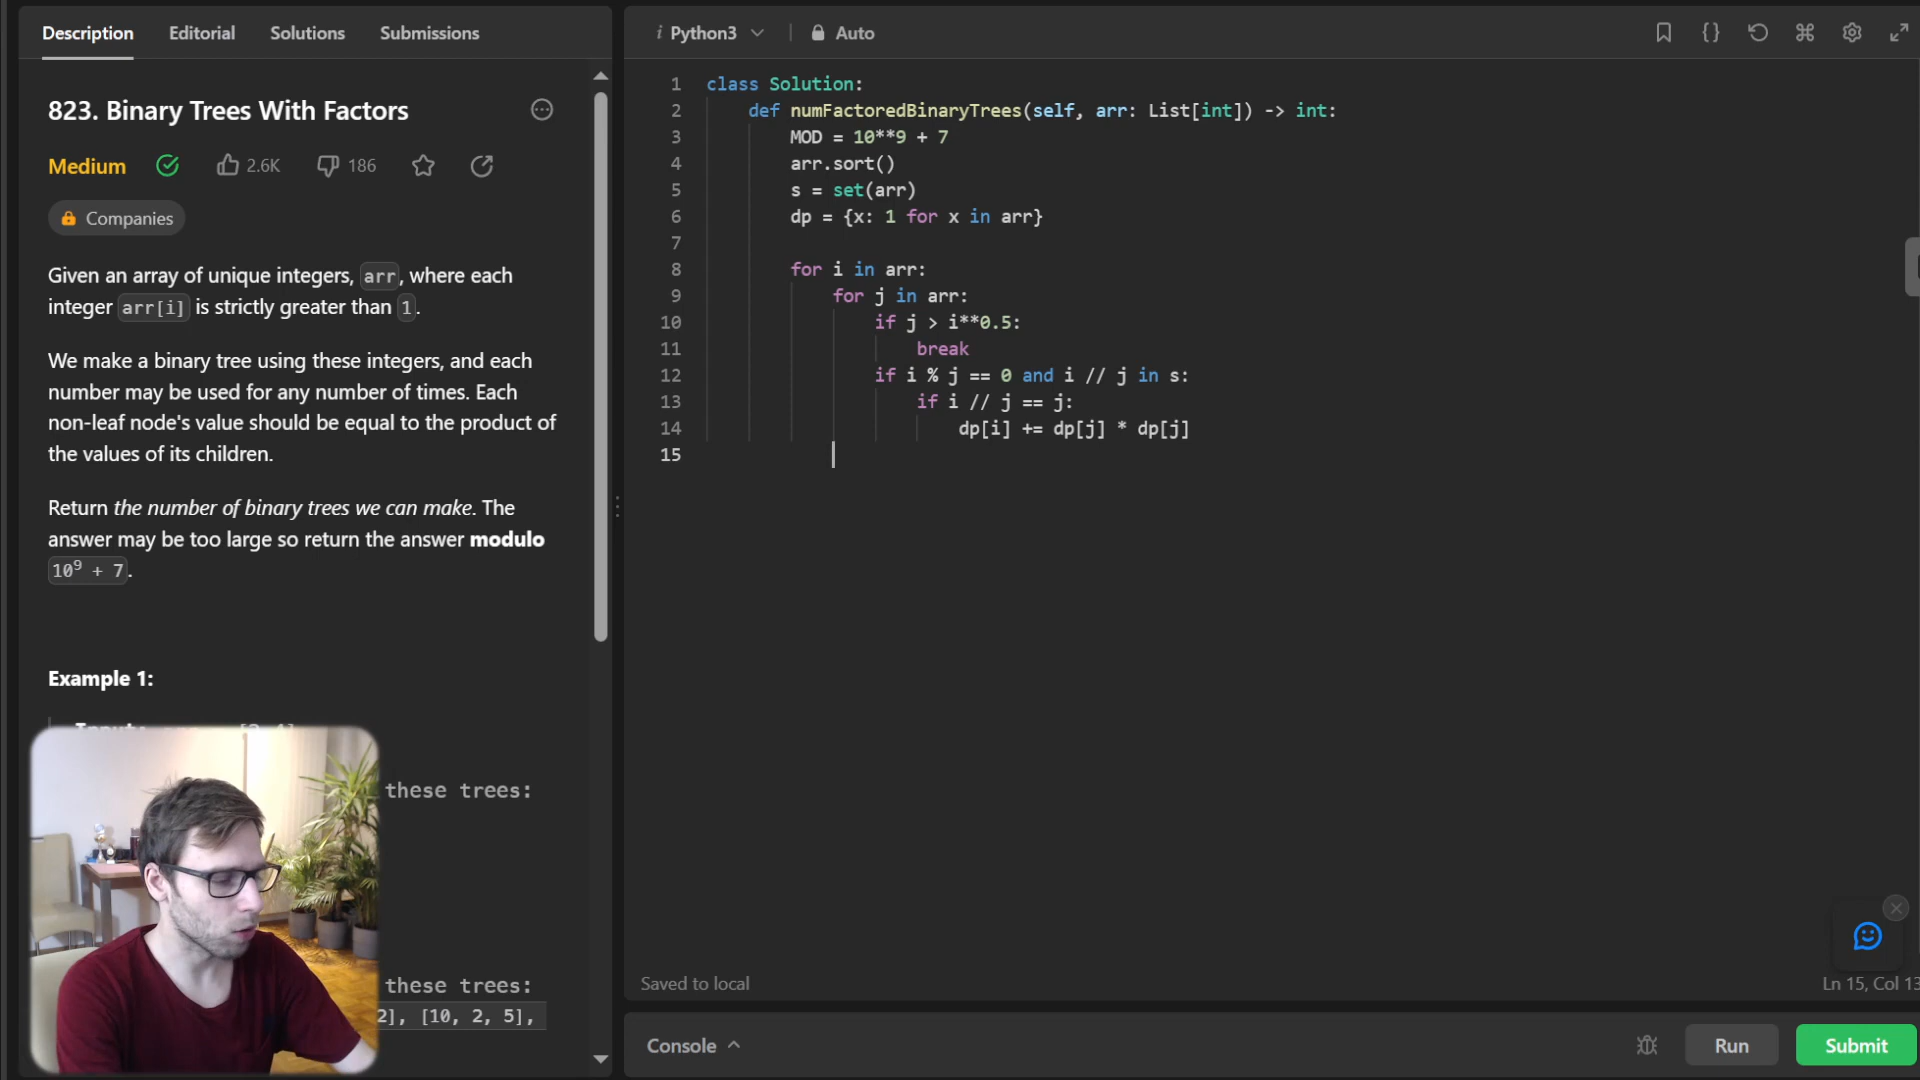 Description Editorial Solutions Submissions
823. Binary Trees With Factors
Medium 2.6K 186
Companies
Given an array of unique integers, arr, where each
integer arr[i] is strictly greater than 1.
We make a binary tree using these integers, and each
number may be used for any number of times. Each
non-leaf node's value should be equal to the product of
the values of its children.
Return the number of binary trees we can make. The
answer may be too large so return the answer modulo
10⁹ + 7.
Example 1:
these trees:
these trees:
2], [10, 2, 5],
i Python3 Auto
1 class Solution:
2 def numFactoredBinaryTrees(self, arr: List[int]) -> int:
3 MOD = 10**9 + 7
4 arr.sort()
5 s = set(arr)
6 dp = {x: 1 for x in arr}
7
8 for i in arr:
9 for j in arr:
10 if j > i**0.5:
11 break
12 if i % j == 0 and i // j in s:
13 if i // j == j:
14 dp[i] += dp[j] * dp[j]
15
Saved to local
Ln 15, Col 13
Console
Run
Submit